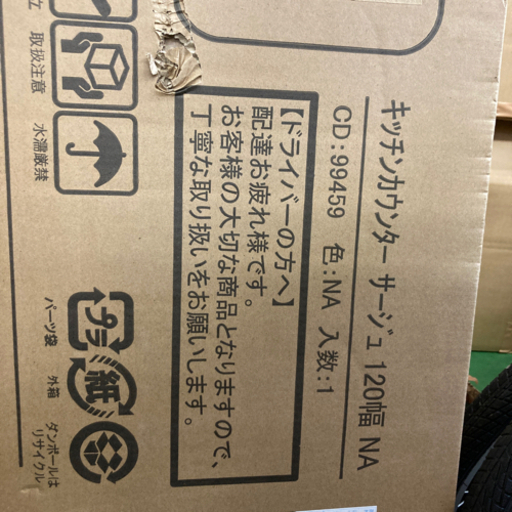 キッチンカウンター サージュ 120幅 NA
CD:99459 色:NA 入数:1
【ドライバーの方へ】
配達お疲れ様です。
お客様の大切な商品となりますので、
丁寧な取り扱いをお願いします。
取扱注意
水濡厳禁
プラ
パーツ袋
紙
外箱
ダンボールは
リサイクル